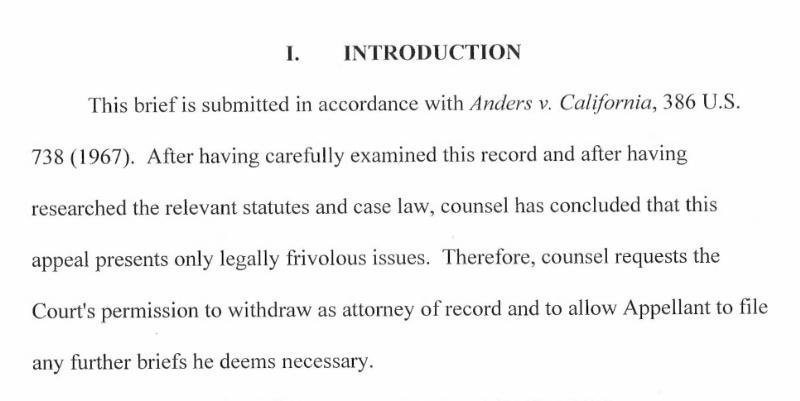 I. INTRODUCTION
This brief is submitted in accordance with Anders v. California, 386 U.S.
738 (1967). After having carefully examined this record and after having
researched the relevant statutes and case law, counsel has concluded that this
appeal presents only legally frivolous issues. Therefore, counsel requests the
Court's permission to withdraw as attorney of record and to allow Appellant to file
any further briefs he deems necessary.